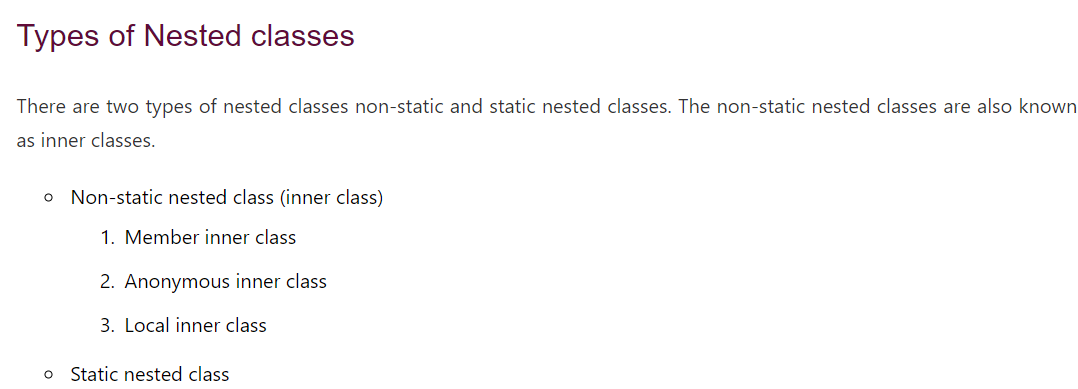 Types of Nested classes
There are two types of nested classes non-static and static nested classes. The non-static nested classes are also known
as inner classes.
Non-static nested class (inner class)
1. Member inner class
2. Anonymous inner class
3. Local inner class
Static nested class